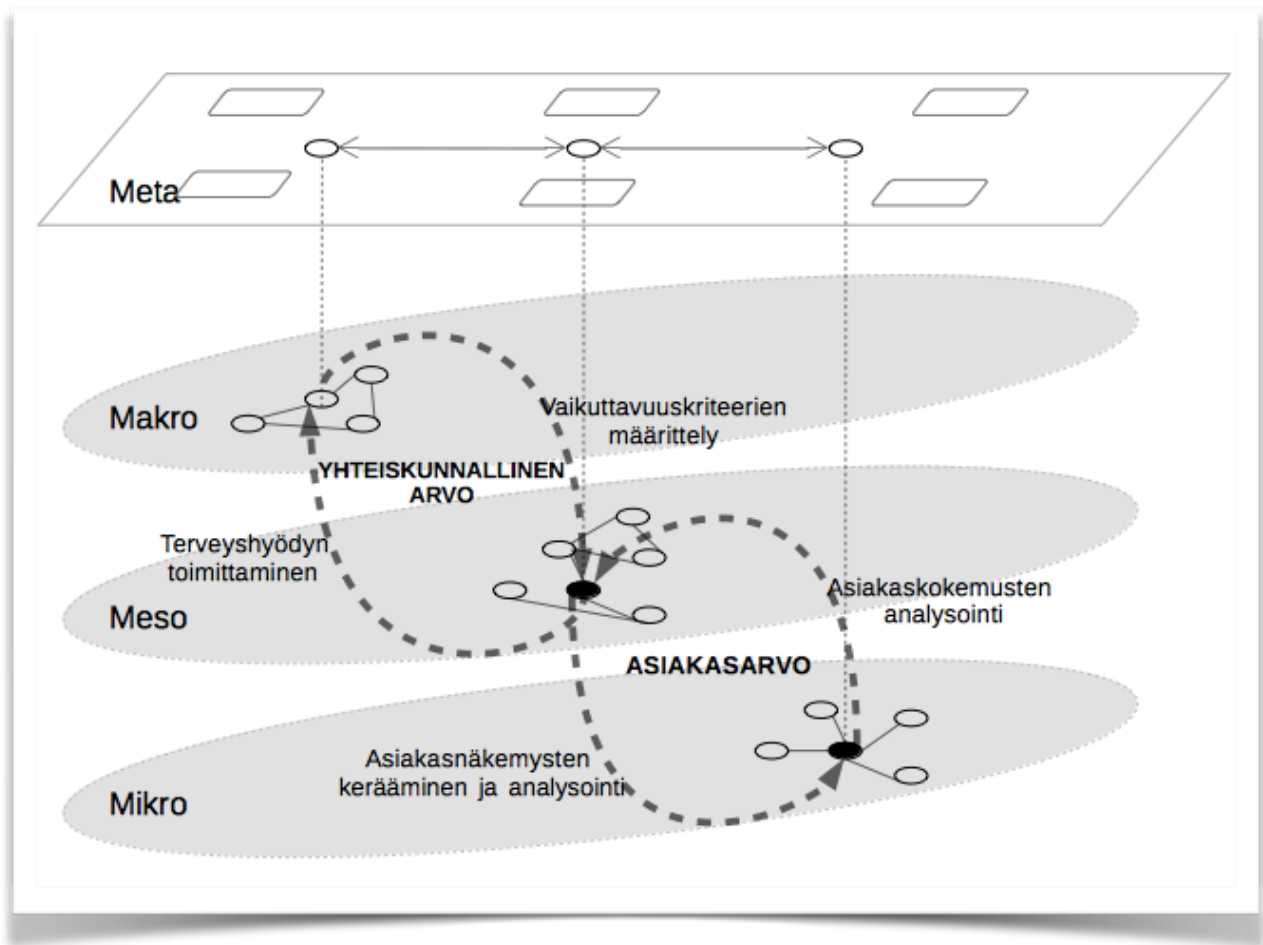 Meta
Makro
Vaikuttavuuskriteerien
määrittely
YHTEISKUNNALLINEN
ARVO
Terveyshyödyn
toimittaminen
Meso
Asiakaskokemusten
analysointi
ASIAKASARVO
Asiakasnäkemysten
kerääminen ja analysointi
Mikro